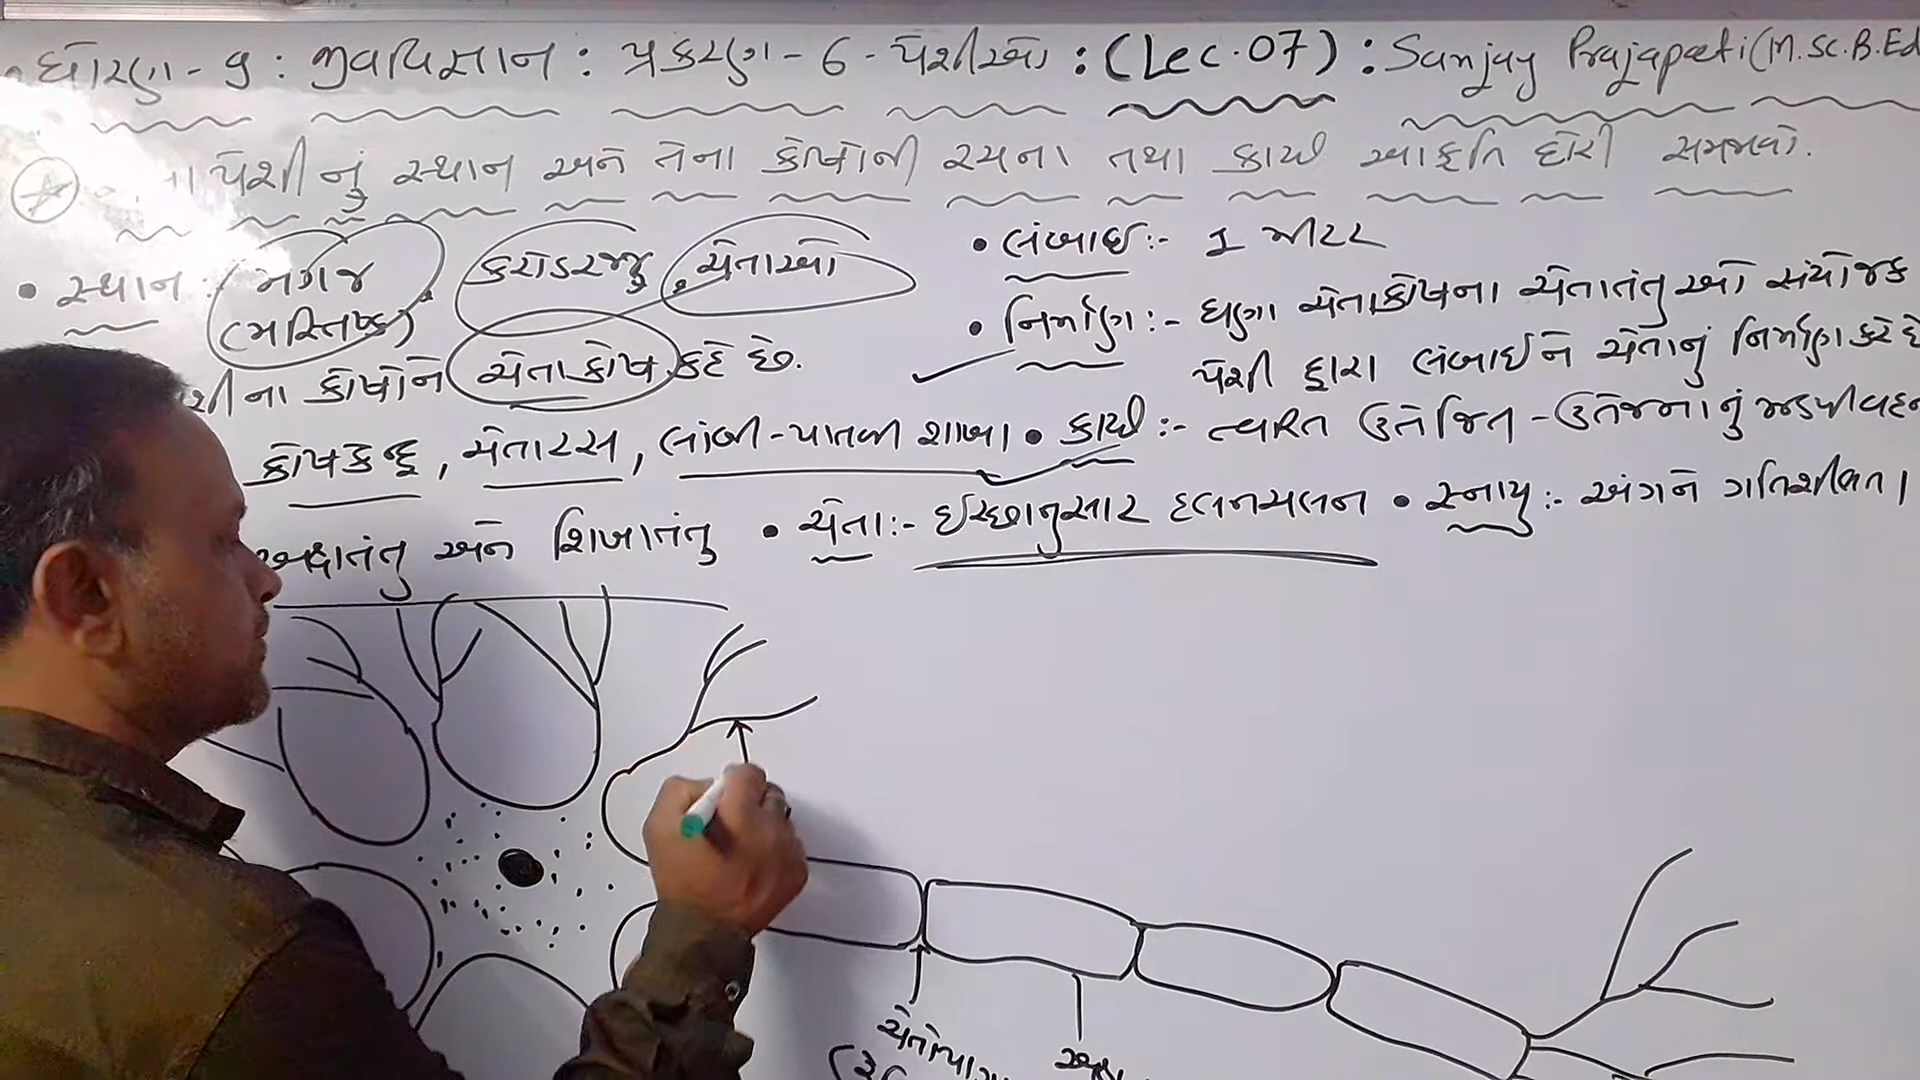 ધોરણ - 9 : જીવવિજ્ઞાન : પ્રકરણ - 6 - પેશીઓ : (Lec. 07) : Sanjay Prajapati (M.Sc. B.Ed
પેશીનું સ્થાન અને તેના કોષોની રચના તથા કાર્ય આકૃતિ દોરી સમજાવો.
• સ્થાન : મગજ (મસ્તિષ્ક), કરોડરજ્જુ, ચેતાઓ
શીના કોષોને ચેતાકોષ કહે છે.
કોષકેન્દ્ર, ચેતારસ, લાંબી - પાતળી શાખા
અક્ષતંતુ અને શિખાતંતુ
• લંબાઈ :- 1 મીટર
• નિર્માણ :- ઘણા ચેતાકોષના ચેતાતંતુઓ સંયોજક
પેશી દ્વારા લંબાઈને ચેતાનું નિર્માણ કરે છે
• કાર્ય :- ત્વરિત ઉત્તેજિત - ઉત્તેજનાનું ઝડપી વહન
• ચેતા :- ઈચ્છાનુસાર હલનચલન • સ્નાયુ :- અંગને ગતિશીલતા